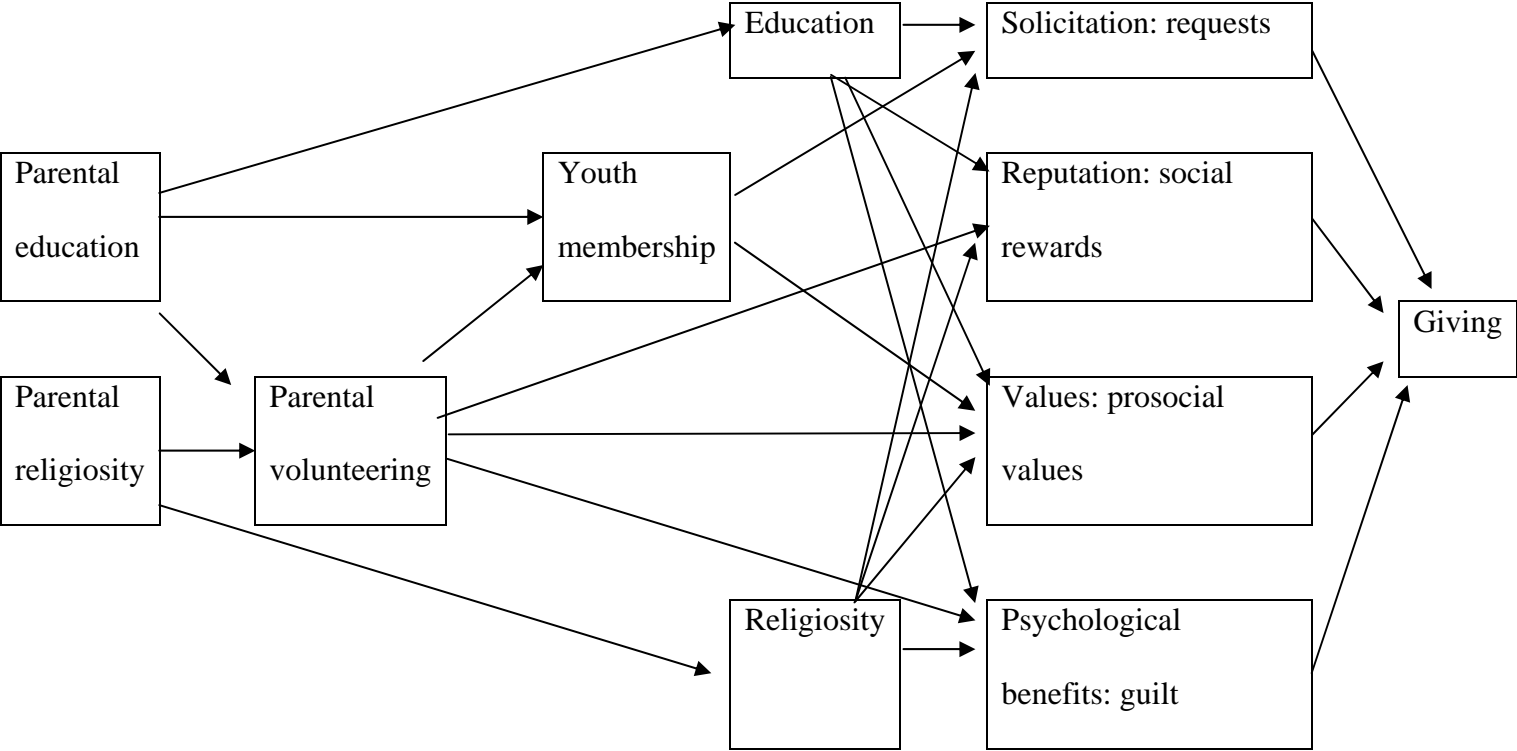 Education
Solicitation: requests
Parental
education
Youth
membership
Reputation: social
rewards
Giving
Parental
religiosity
Parental
volunteering
Values: prosocial
values
Religiosity
Psychological
benefits: guilt